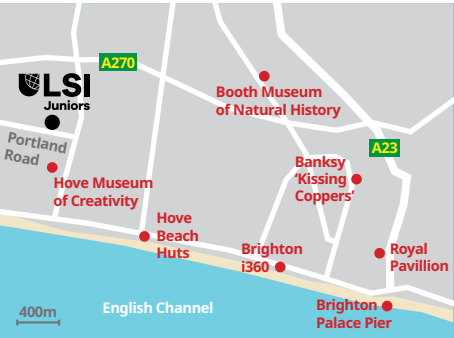 A270
LSI
Juniors
Booth Museum
of Natural History
Portland
Road
A23
Banksy
‘Kissing
Coppers’
Hove Museum
of Creativity
Hove
Beach
Huts
Brighton
i360
Royal
Pavillion
English Channel
Brighton
Palace Pier
400m